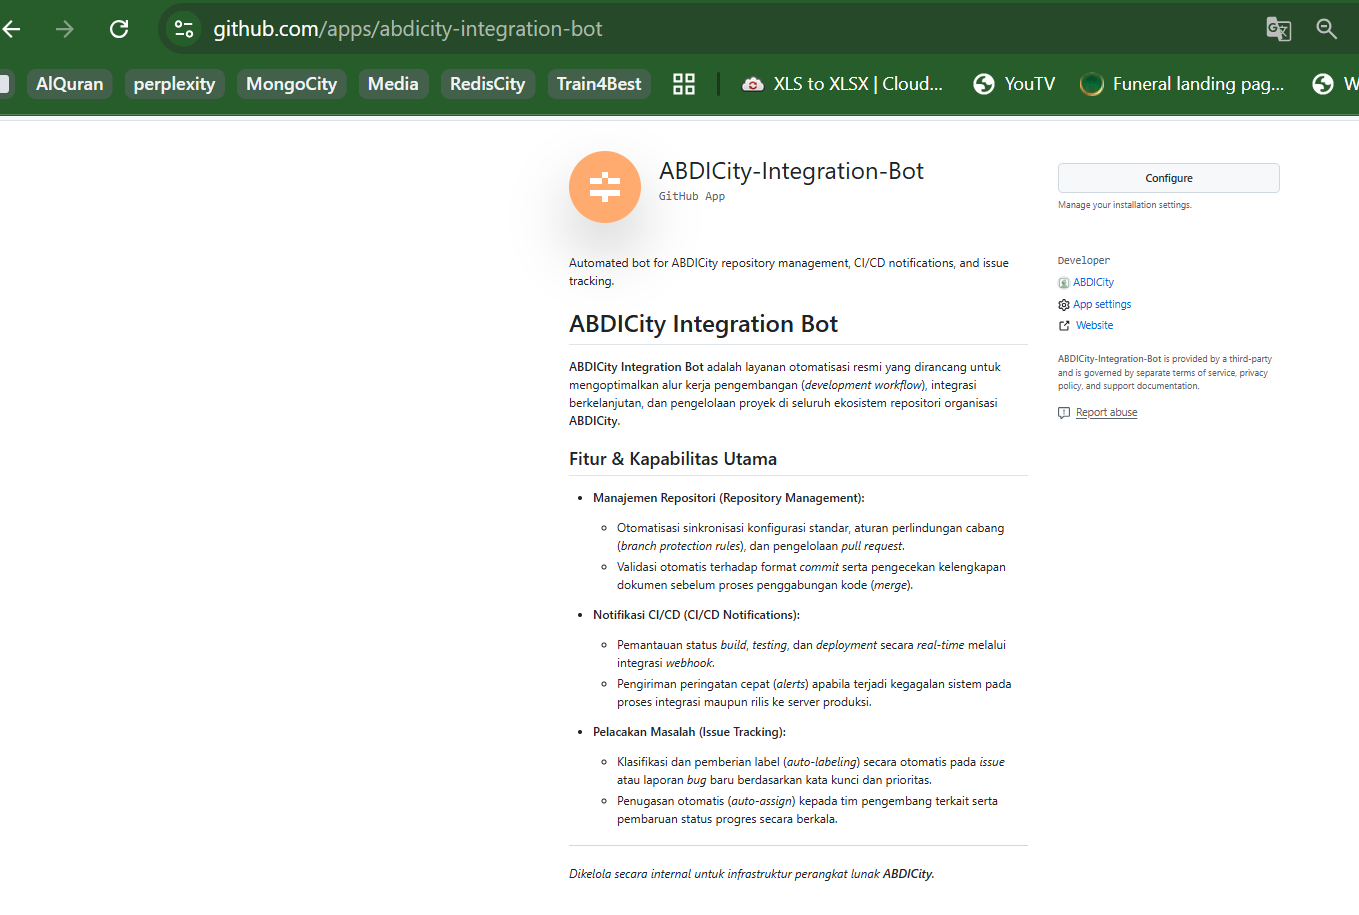 github.com/apps/abdicity-integration-bot
AlQuran perplexity MongoCity Media RedisCity Train4Best XLS to XLSX | Cloud... YouTV Funeral landing pag... W
ABDICity-Integration-Bot
GitHub App
Configure
Manage your installation settings.
Automated bot for ABDICity repository management, CI/CD notifications, and issue
tracking.
ABDICity Integration Bot
ABDICity Integration Bot adalah layanan otomatisasi resmi yang dirancang untuk
mengoptimalkan alur kerja pengembangan (development workflow), integrasi
berkelanjutan, dan pengelolaan proyek di seluruh ekosistem repositori organisasi
ABDICity.
Fitur & Kapabilitas Utama
• Manajemen Repositori (Repository Management):
◦ Otomatisasi sinkronisasi konfigurasi standar, aturan perlindungan cabang
(branch protection rules), dan pengelolaan pull request.
◦ Validasi otomatis terhadap format commit serta pengecekan kelengkapan
dokumen sebelum proses penggabungan kode (merge).
• Notifikasi CI/CD (CI/CD Notifications):
◦ Pemantauan status build, testing, dan deployment secara real-time melalui
integrasi webhook.
◦ Pengiriman peringatan cepat (alerts) apabila terjadi kegagalan sistem pada
proses integrasi maupun rilis ke server produksi.
• Pelacakan Masalah (Issue Tracking):
◦ Klasifikasi dan pemberian label (auto-labeling) secara otomatis pada issue
atau laporan bug baru berdasarkan kata kunci dan prioritas.
◦ Penugasan otomatis (auto-assign) kepada tim pengembang terkait serta
pembaruan status progres secara berkala.
Dikelola secara internal untuk infrastruktur perangkat lunak ABDICity.
Developer
ABDICity
App settings
Website
ABDICity-Integration-Bot is provided by a third-party
and is governed by separate terms of service, privacy
policy, and support documentation.
Report abuse